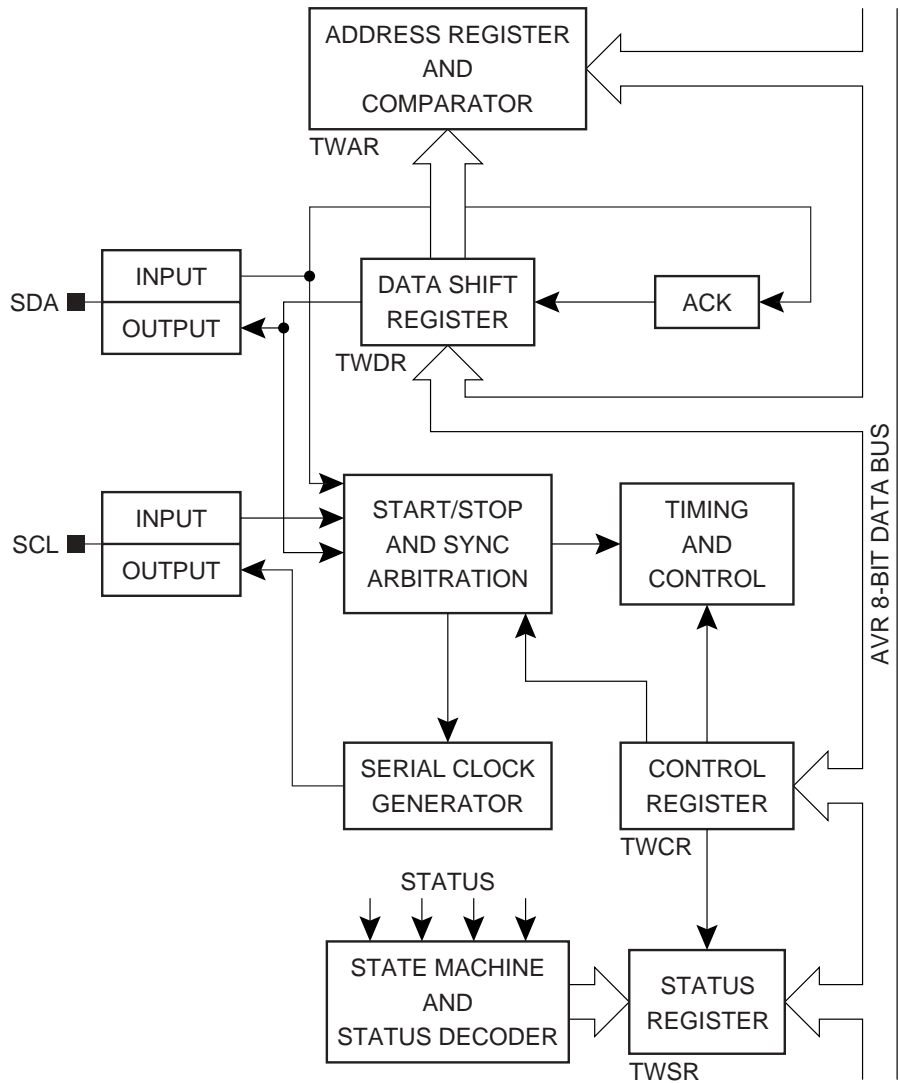 ADDRESS REGISTER
AND
COMPARATOR
TWAR
INPUT
SDA
OUTPUT
DATA SHIFT
REGISTER
TWDR
ACK
INPUT
SCL
OUTPUT
START/STOP
AND SYNC
ARBITRATION
TIMING
AND
CONTROL
AVR 8-BIT DATA BUS
SERIAL CLOCK
GENERATOR
CONTROL
REGISTER
TWCR
STATUS
STATE MACHINE
AND
STATUS DECODER
STATUS
REGISTER
TWSR